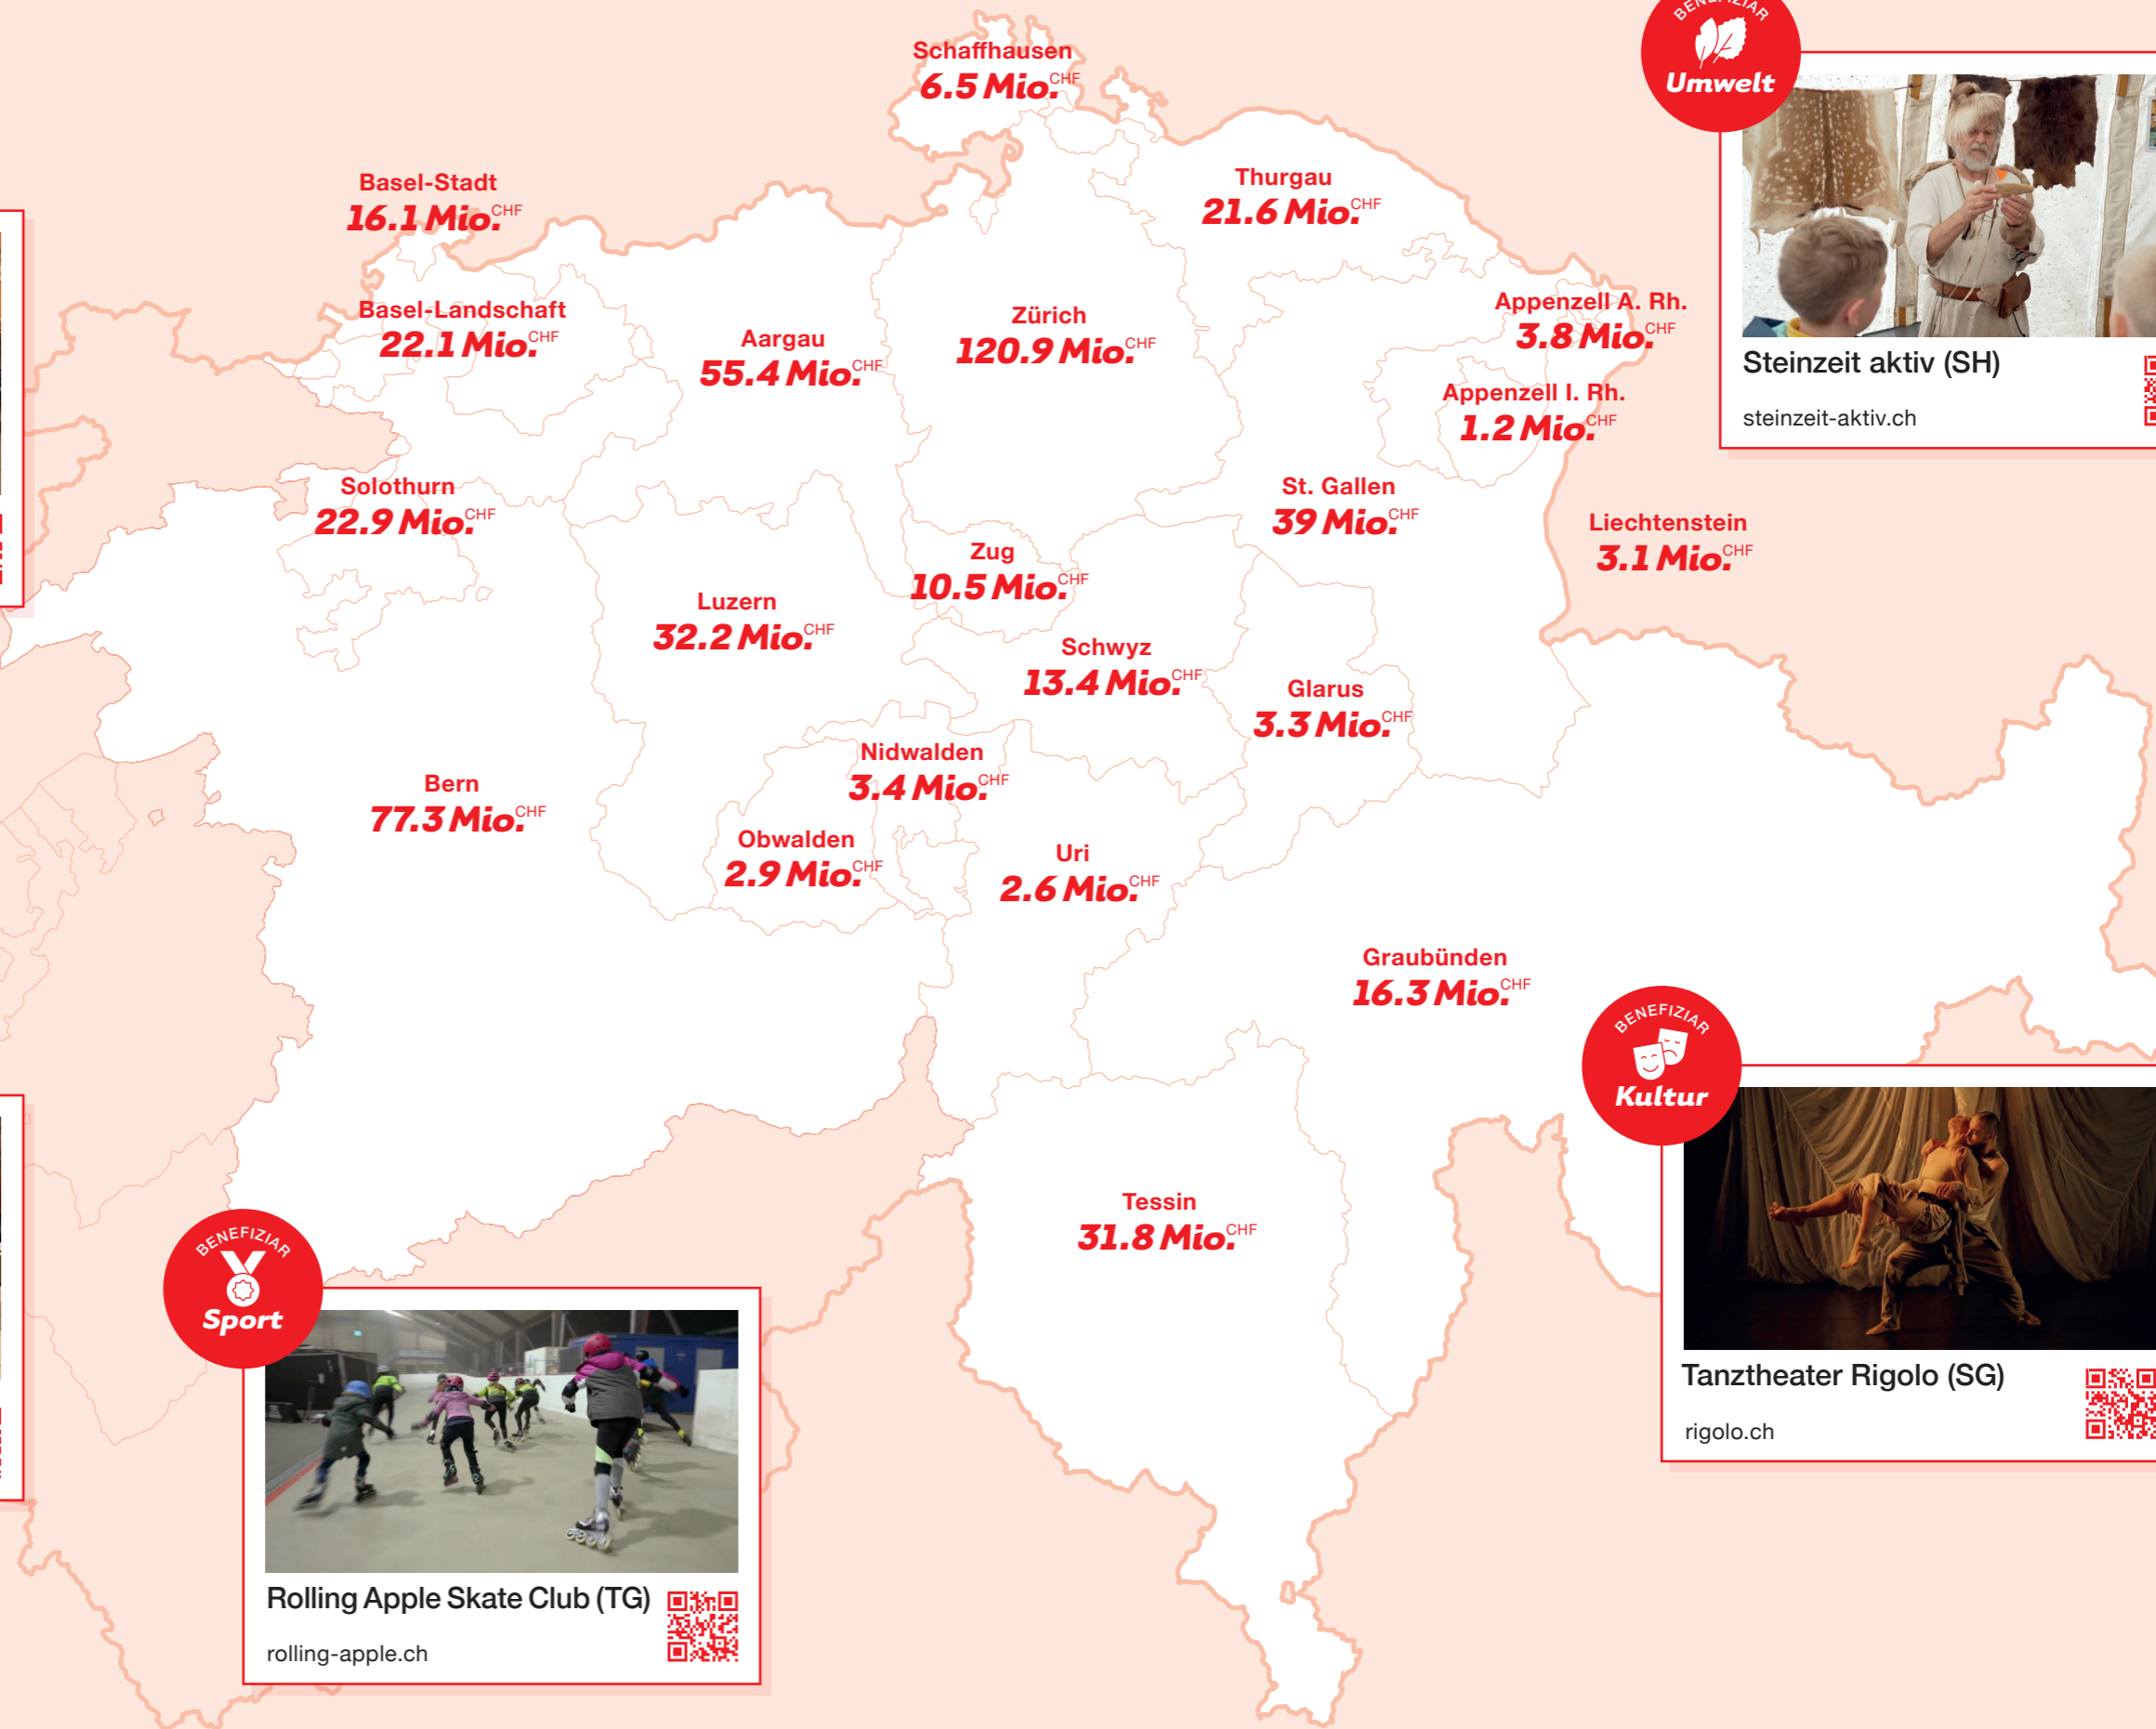 Schaffhausen
6.5 Mio. CHF
Basel-Stadt
16.1 Mio. CHF
Thurgau
21.6 Mio. CHF
Basel-Landschaft
22.1 Mio. CHF
Aargau
55.4 Mio. CHF
Zürich
120.9 Mio. CHF
Appenzell A. Rh.
3.8 Mio. CHF
Appenzell I. Rh.
1.2 Mio. CHF
Solothurn
22.9 Mio. CHF
St. Gallen
39 Mio. CHF
Liechtenstein
3.1 Mio. CHF
Zug
10.5 Mio. CHF
Luzern
32.2 Mio. CHF
Schwyz
13.4 Mio. CHF
Glarus
3.3 Mio. CHF
Nidwalden
3.4 Mio. CHF
Bern
77.3 Mio. CHF
Obwalden
2.9 Mio. CHF
Uri
2.6 Mio. CHF
Graubünden
16.3 Mio. CHF
Tessin
31.8 Mio. CHF
BENEFIZIAR
Umwelt
Steinzeit aktiv (SH)
steinzeit-aktiv.ch
BENEFIZIAR
Kultur
Tanztheater Rigolo (SG)
rigolo.ch
BENEFIZIAR
Sport
Rolling Apple Skate Club (TG)
rolling-apple.ch